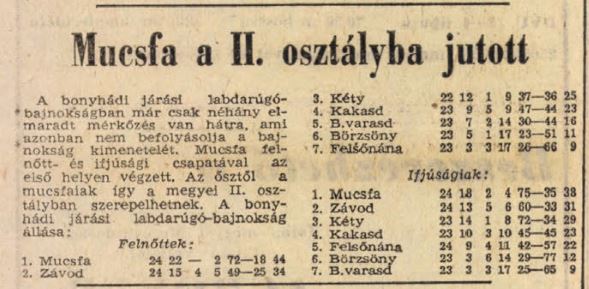 Mucsfa a II. osztályba jutott
A bonyhádi járási labdarúgó-
bajnokságban már csak néhány el-
maradt mérkőzés van hátra, ami
azonban nem befolyásolja a baj-
nokság kimenetelét. Mucsfa fel-
nőtt- és ifjúsági csapatával az
első helyen végzett. Az ősztől a
mucsfaiak így a megyei II. osz-
tályban szerepelhetnek. A bony-
hádi járási labdarúgó-bajnokság
állása:
Felnőttek:
1. Mucsfa 24 22 — 2 72—18 44
2. Závod 24 15 4 5 49—25 34
3. Kéty 22 12 1 9 37—36 25
4. Kakasd 23 9 5 9 47—44 23
5. B.varasd 23 7 2 14 30—44 16
6. Börzsöny 23 5 1 17 23—51 11
7. Felsőnána 23 3 3 17 26—66 9
Ifjúságiak:
1. Mucsfa 24 18 2 4 75—35 38
2. Závod 24 13 5 6 60—33 31
3. Kéty 23 14 1 8 72—34 29
4. Kakasd 23 10 3 10 45—45 23
5. Felsőnána 24 9 4 11 42—57 22
6. Börzsöny 23 3 6 14 29—77 12
7. B.varasd 23 3 3 17 25—65 9